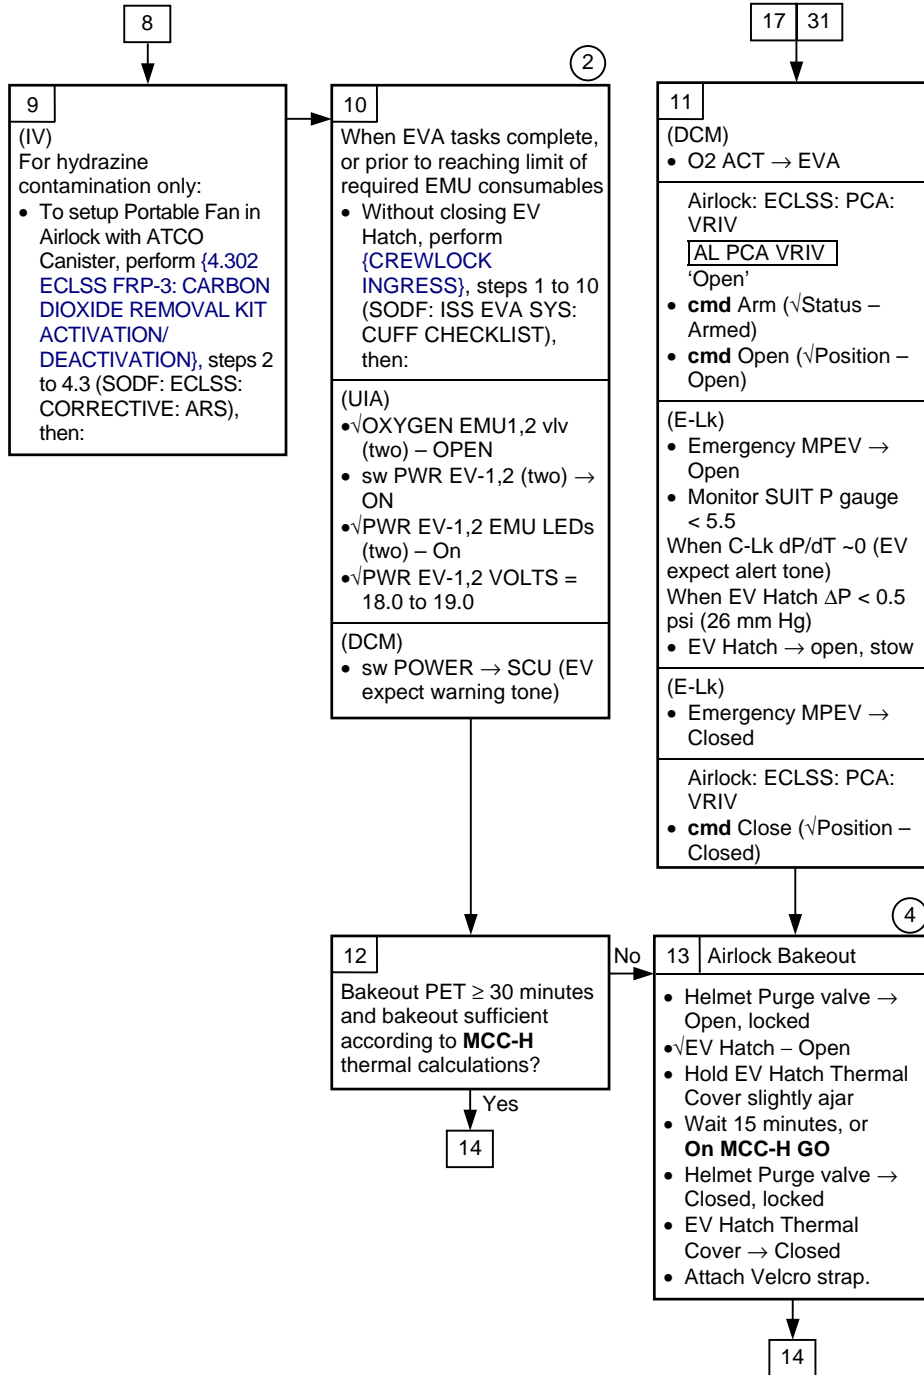 8
9
(IV)
For hydrazine
contamination only:
• To setup Portable Fan in
Airlock with ATCO
Canister, perform {4.302
ECLSS FRP-3: CARBON
DIOXIDE REMOVAL KIT
ACTIVATION/
DEACTIVATION}, steps 2
to 4.3 (SODF: ECLSS:
CORRECTIVE: ARS),
then:
2
10
When EVA tasks complete,
or prior to reaching limit of
required EMU consumables
• Without closing EV
Hatch, perform
{CREWLOCK
INGRESS}, steps 1 to 10
(SODF: ISS EVA SYS:
CUFF CHECKLIST),
then:
(UIA)
•√OXYGEN EMU1,2 vlv
(two) – OPEN
• sw PWR EV-1,2 (two) →
ON
•√PWR EV-1,2 EMU LEDs
(two) – On
•√PWR EV-1,2 VOLTS =
18.0 to 19.0
(DCM)
• sw POWER → SCU (EV
expect warning tone)
17 31
11
(DCM)
• O2 ACT → EVA
Airlock: ECLSS: PCA:
VRIV
AL PCA VRIV
'Open'
• cmd Arm (√Status –
Armed)
• cmd Open (√Position –
Open)
(E-Lk)
• Emergency MPEV →
Open
• Monitor SUIT P gauge
< 5.5
When C-Lk dP/dT ~0 (EV
expect alert tone)
When EV Hatch ΔP < 0.5
psi (26 mm Hg)
• EV Hatch → open, stow
(E-Lk)
• Emergency MPEV →
Closed
Airlock: ECLSS: PCA:
VRIV
• cmd Close (√Position –
Closed)
12
Bakeout PET ≥ 30 minutes
and bakeout sufficient
according to MCC-H
thermal calculations?
No
Yes
14
4
13 Airlock Bakeout
• Helmet Purge valve →
Open, locked
•√EV Hatch – Open
• Hold EV Hatch Thermal
Cover slightly ajar
• Wait 15 minutes, or
On MCC-H GO
• Helmet Purge valve →
Closed, locked
• EV Hatch Thermal
Cover → Closed
• Attach Velcro strap.
14